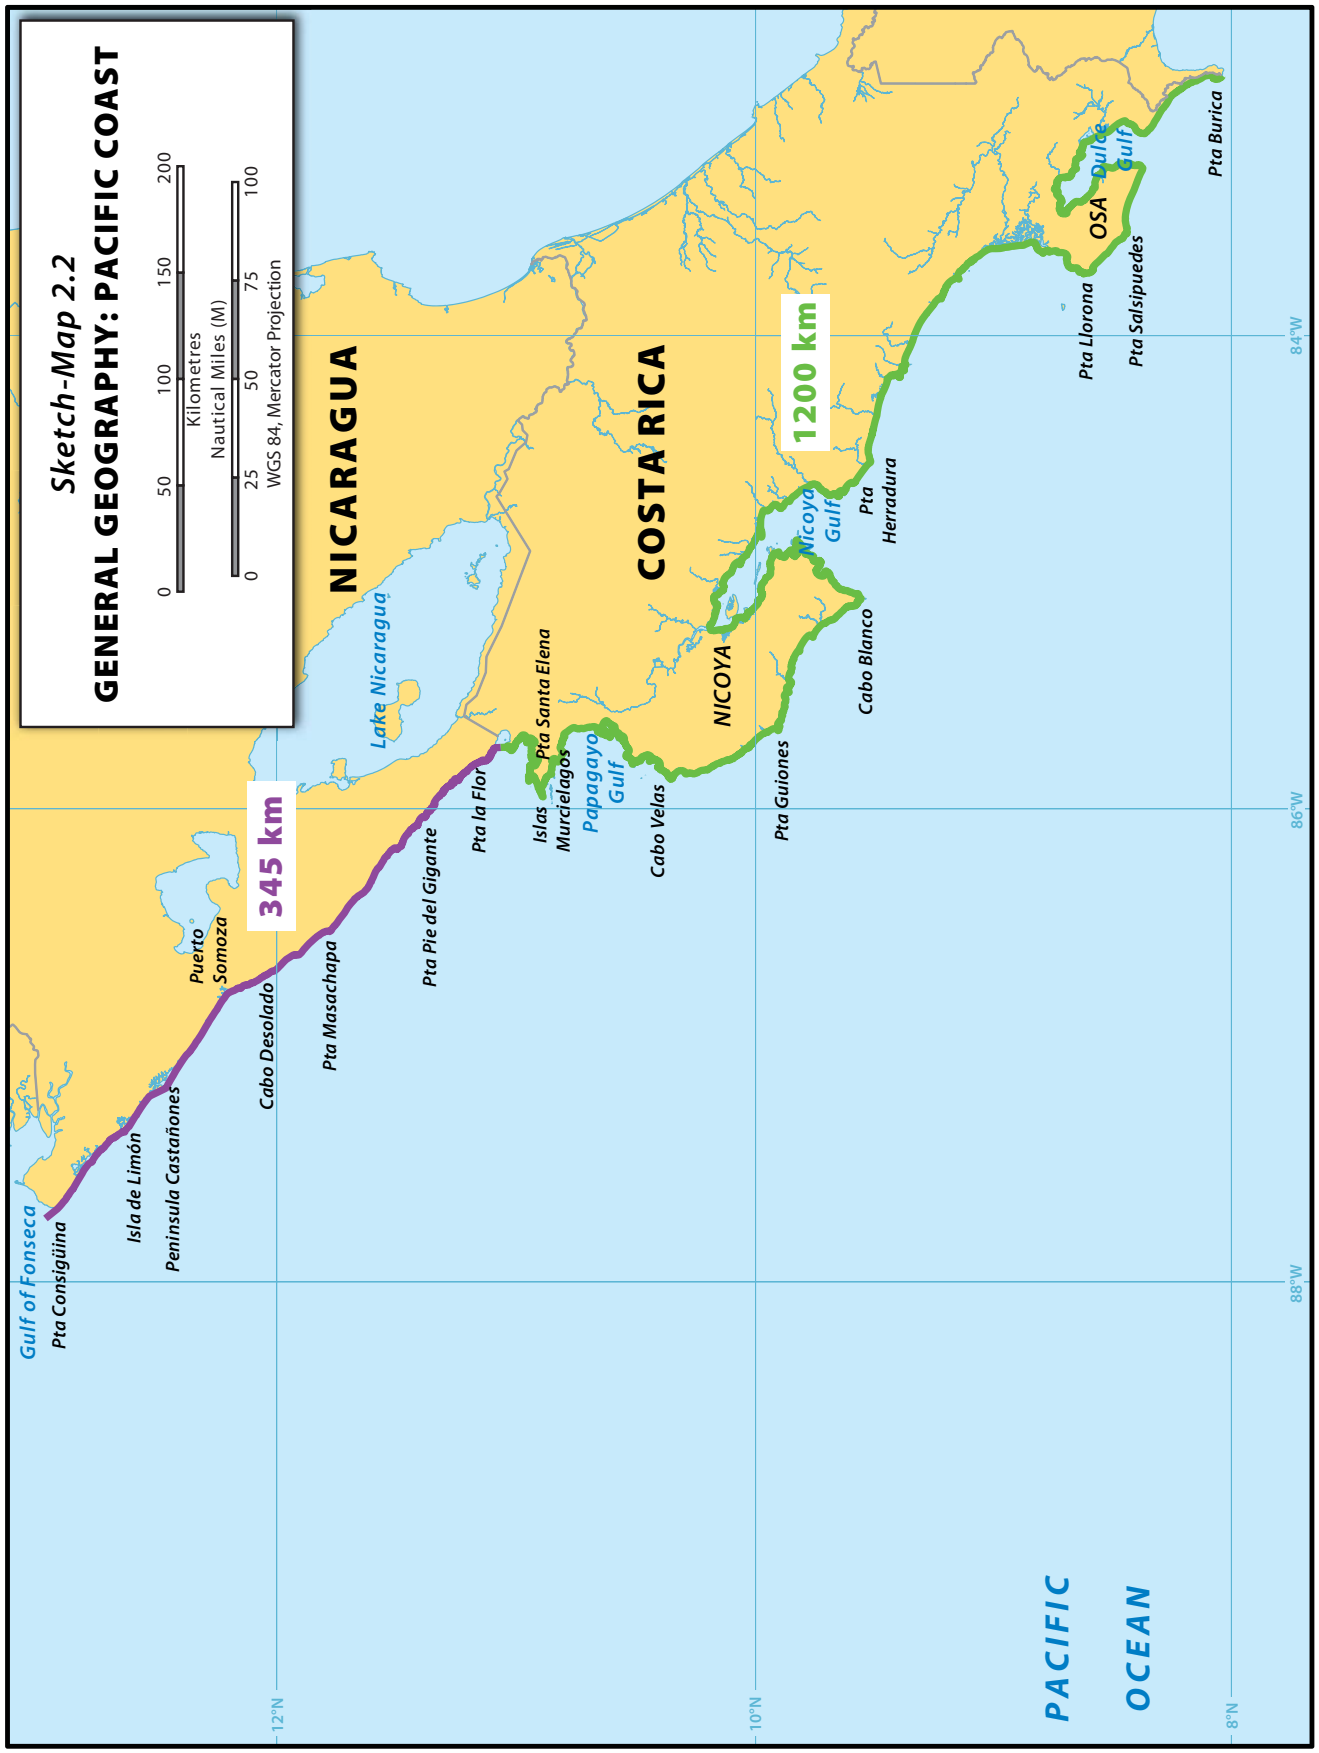 Sketch-Map 2.2
GENERAL GEOGRAPHY: PACIFIC COAST
0 50 100 150 200
Kilometres
Nautical Miles (M)
0 25 50 75 100
WGS 84, Mercator Projection
Gulf of Fonseca
Pta Consigüina
Isla de Limón
Peninsula Castañones
Puerto
Somoza
Cabo Desolado
345 km
Pta Masachapa
NICARAGUA
Lake Nicaragua
Pta Pie del Gigante
Pta la Flor
Pta Santa Elena
Islas
Murcielagos
Papagayo
Gulf
Cabo Velas
COSTA RICA
NICOYA
Pta Guiones
Cabo Blanco
Nicoya
Gulf
1200 km
Pta
Herradura
Pta Llorona
OSA
Pta Salsipuedes
Dulce
Gulf
Pta Burica
PACIFIC
OCEAN
12°N
10°N
8°N
88°W
86°W
84°W